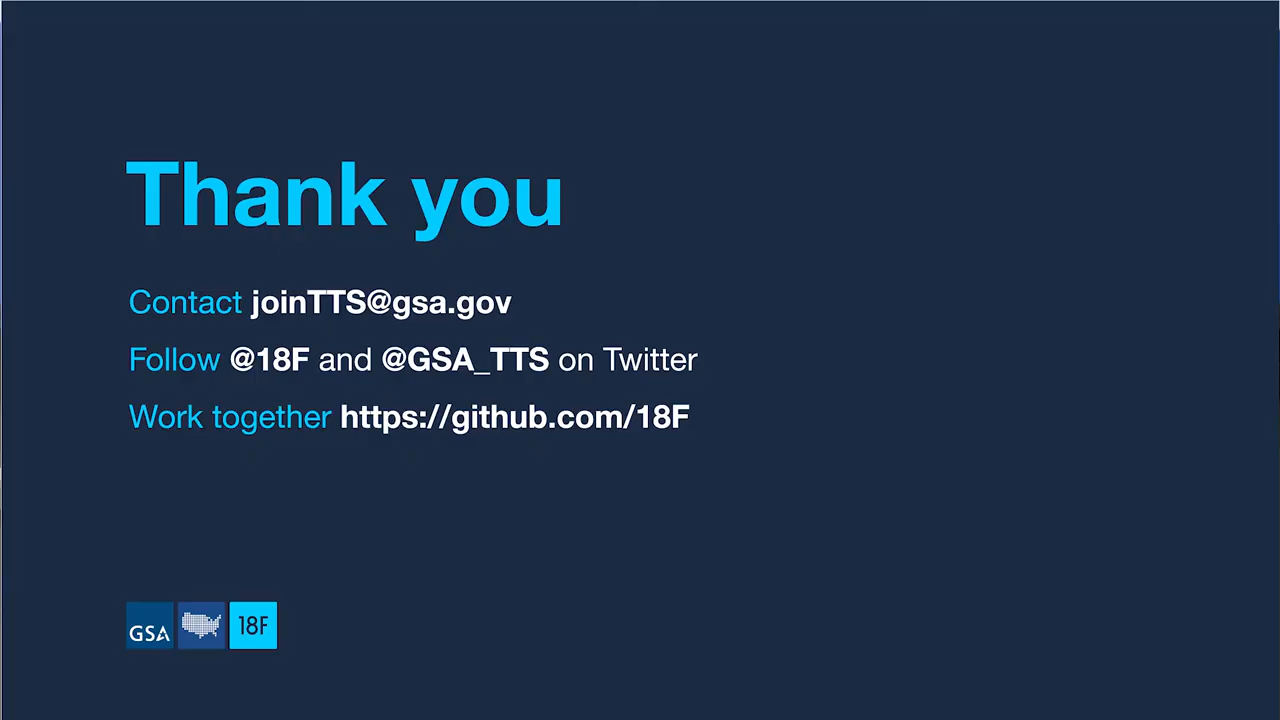 Thank you
Contact joinTTS@gsa.gov
Follow @18F and @GSA_TTS on Twitter
Work together https://github.com/18F
GSA 18F